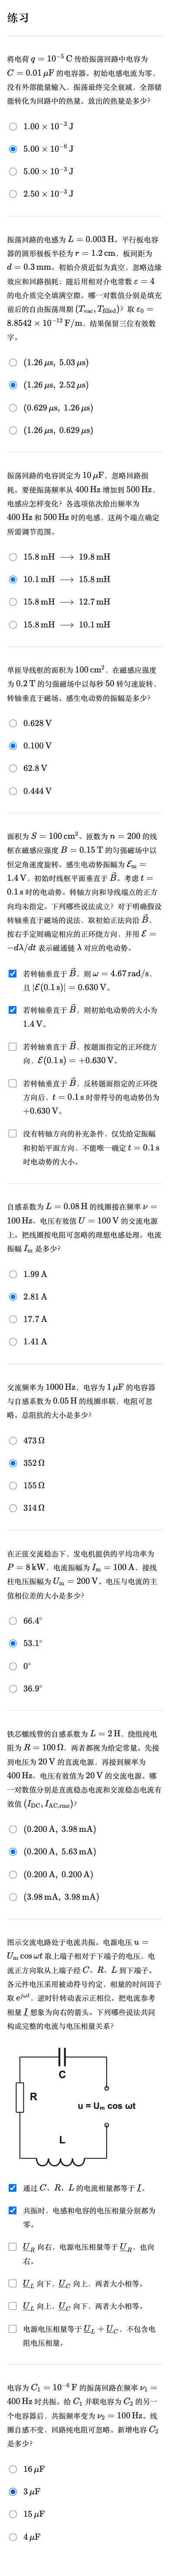 练习
将电荷 q = 10⁻⁵ C 传给振荡回路中电容为
C = 0.01 μF 的电容器。初始电感电流为零，
没有外部能量输入，振荡最终完全衰减，全部储
能转化为回路中的热量。放出的热量是多少？
1.00 × 10⁻² J
5.00 × 10⁻⁶ J
5.00 × 10⁻³ J
2.50 × 10⁻³ J
振荡回路的电感为 L = 0.003 H。平行板电容
器的圆形极板半径为 r = 1.2 cm，板间距为
d = 0.3 mm。初始介质近似为真空，忽略边缘
效应和回路损耗；随后用相对介电常数 ε = 4
的电介质完全填满空隙。哪一对数值分别是填充
前后的自由振荡周期 (T_vac, T_filled)？取 ε₀ =
8.8542 × 10⁻¹² F/m，结果保留三位有效数
字。
(1.26 μs, 5.03 μs)
(1.26 μs, 2.52 μs)
(0.629 μs, 1.26 μs)
(1.26 μs, 0.629 μs)
振荡回路的电容固定为 10 μF，忽略回路损
耗。要使振荡频率从 400 Hz 增加到 500 Hz，
电感应怎样变化？各选项依次给出频率为
400 Hz 和 500 Hz 时的电感，这两个端点确定
所需调节范围。
15.8 mH ⟶ 19.8 mH
10.1 mH ⟶ 15.8 mH
15.8 mH ⟶ 12.7 mH
15.8 mH ⟶ 10.1 mH
单匝导线框的面积为 100 cm²，在磁感应强度
为 0.2 T 的匀强磁场中以每秒 50 转匀速旋转，
转轴垂直于磁场。感生电动势的振幅是多少？
0.628 V
0.100 V
62.8 V
0.444 V
面积为 S = 100 cm²、匝数为 n = 200 的线
框在磁感应强度 B = 0.15 T 的匀强磁场中以
恒定角速度旋转。感生电动势振幅为 ℰₘ =
1.4 V，初始时线框平面垂直于 B⃗。考虑 t =
0.1 s 时的电动势。转轴方向和导线端点的正方
向均未指定。下列哪些说法成立？对于明确假设
转轴垂直于磁场的说法，取初始正法向沿 B⃗，
按右手定则确定相应的正环绕方向，并用 ℰ =
−dλ/dt 表示磁通链 λ 对应的电动势。
若转轴垂直于 B⃗，则 ω = 4.67 rad/s，
且 |ℰ(0.1 s)| = 0.630 V。
若转轴垂直于 B⃗，则初始电动势的大小为
1.4 V。
若转轴垂直于 B⃗，按题面指定的正环绕方
向，ℰ(0.1 s) = +0.630 V。
若转轴垂直于 B⃗，反转题面指定的正环绕
方向后，t = 0.1 s 时带符号的电动势仍为
+0.630 V。
没有转轴方向的补充条件，仅凭给定振幅
和初始平面方向，不能唯一确定 t = 0.1 s
时电动势的大小。
自感系数为 L = 0.08 H 的线圈接在频率 ν =
100 Hz、电压有效值 U = 100 V 的交流电源
上。把线圈按电阻可忽略的理想电感处理。电流
振幅 Iₘ 是多少？
1.99 A
2.81 A
17.7 A
1.41 A
交流频率为 1000 Hz，电容为 1 μF 的电容器
与自感系数为 0.05 H 的线圈串联，电阻可忽
略。总阻抗的大小是多少？
473 Ω
352 Ω
155 Ω
314 Ω
在正弦交流稳态下，发电机提供的平均功率为
P = 8 kW，电流振幅为 Iₘ = 100 A，接线
柱电压振幅为 Uₘ = 200 V。电压与电流的主
值相位差的大小是多少？
66.4°
53.1°
0°
36.9°
铁芯螺线管的自感系数为 L = 2 H，绕组纯电
阻为 R = 100 Ω，两者都视为给定常量。先接
到电压为 20 V 的直流电源，再接到频率为
400 Hz、电压有效值为 20 V 的交流电源。哪
一对数值分别是直流稳态电流和交流稳态电流有
效值 (I_DC, I_AC,rms)？
(0.200 A, 3.98 mA)
(0.200 A, 5.63 mA)
(0.200 A, 0.200 A)
(3.98 mA, 3.98 mA)
图示交流电路处于电流共振。电源电压 u =
Uₘ cos ωt 取上端子相对于下端子的电压，电
流正方向取从上端子经 C、R、L 到下端子。
各元件电压采用被动符号约定，相量的时间因子
取 e^{jωt}，逆时针转动表示正相位。把电流参考
相量 I̲ 想象为向右的箭头。下列哪些说法共同
构成完整的电流与电压相量关系？
C
R
u = Uₘ cos ωt
L
通过 C、R、L 的电流相量都等于 I̲。
共振时，电感和电容的电压相量分别都为
零。
U̲_R 向右，电源电压相量等于 U̲_R，也向
右。
U̲_L 向下，U̲_C 向上，两者大小相等。
U̲_L 向上，U̲_C 向下，两者大小相等。
电源电压相量等于 U̲_L + U̲_C，不包含电
阻电压相量。
电容为 C₁ = 10⁻⁶ F 的振荡回路在频率 ν₁ =
400 Hz 时共振。给 C₁ 并联电容为 C₂ 的另一
个电容器后，共振频率变为 ν₂ = 100 Hz。线
圈自感不变，回路纯电阻可忽略。新增电容 C₂
是多少？
16 μF
3 μF
15 μF
4 μF